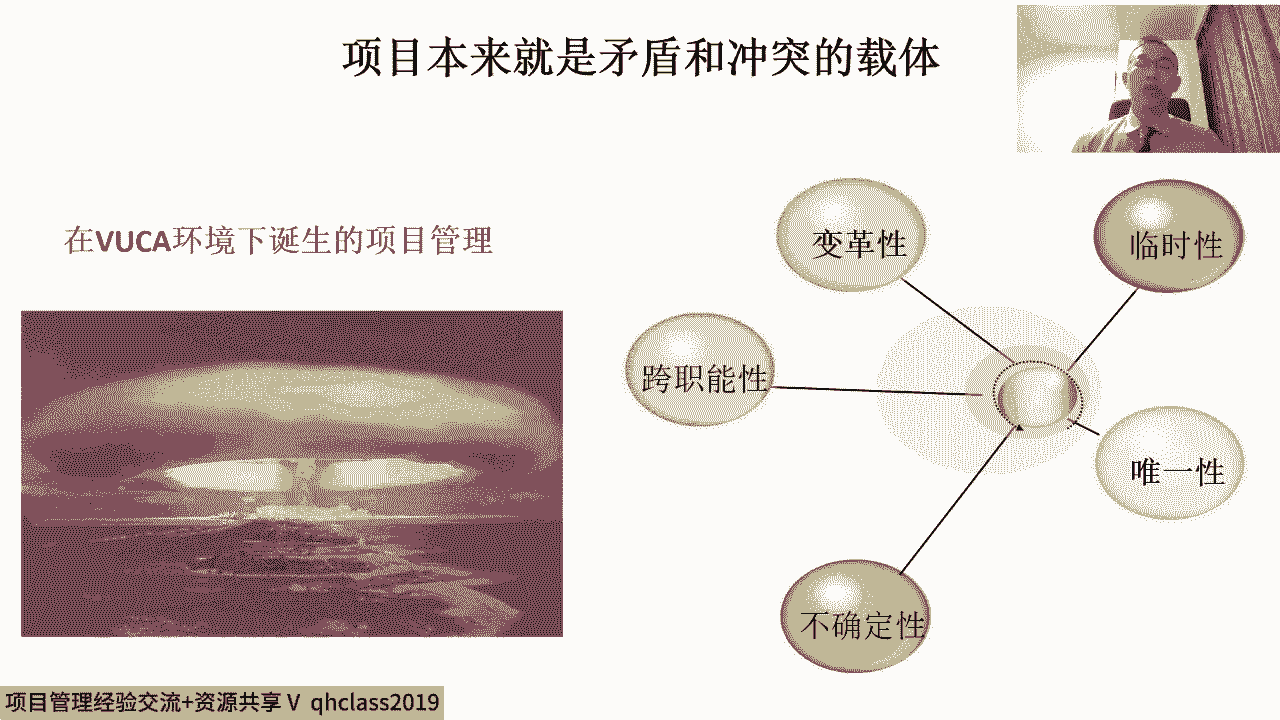 项目本来就是矛盾和冲突的载体
在VUCA环境下诞生的项目管理
变革性
临时性
跨职能性
唯一性
不确定性
项目管理经验交流+资源共享 V qhclass2019